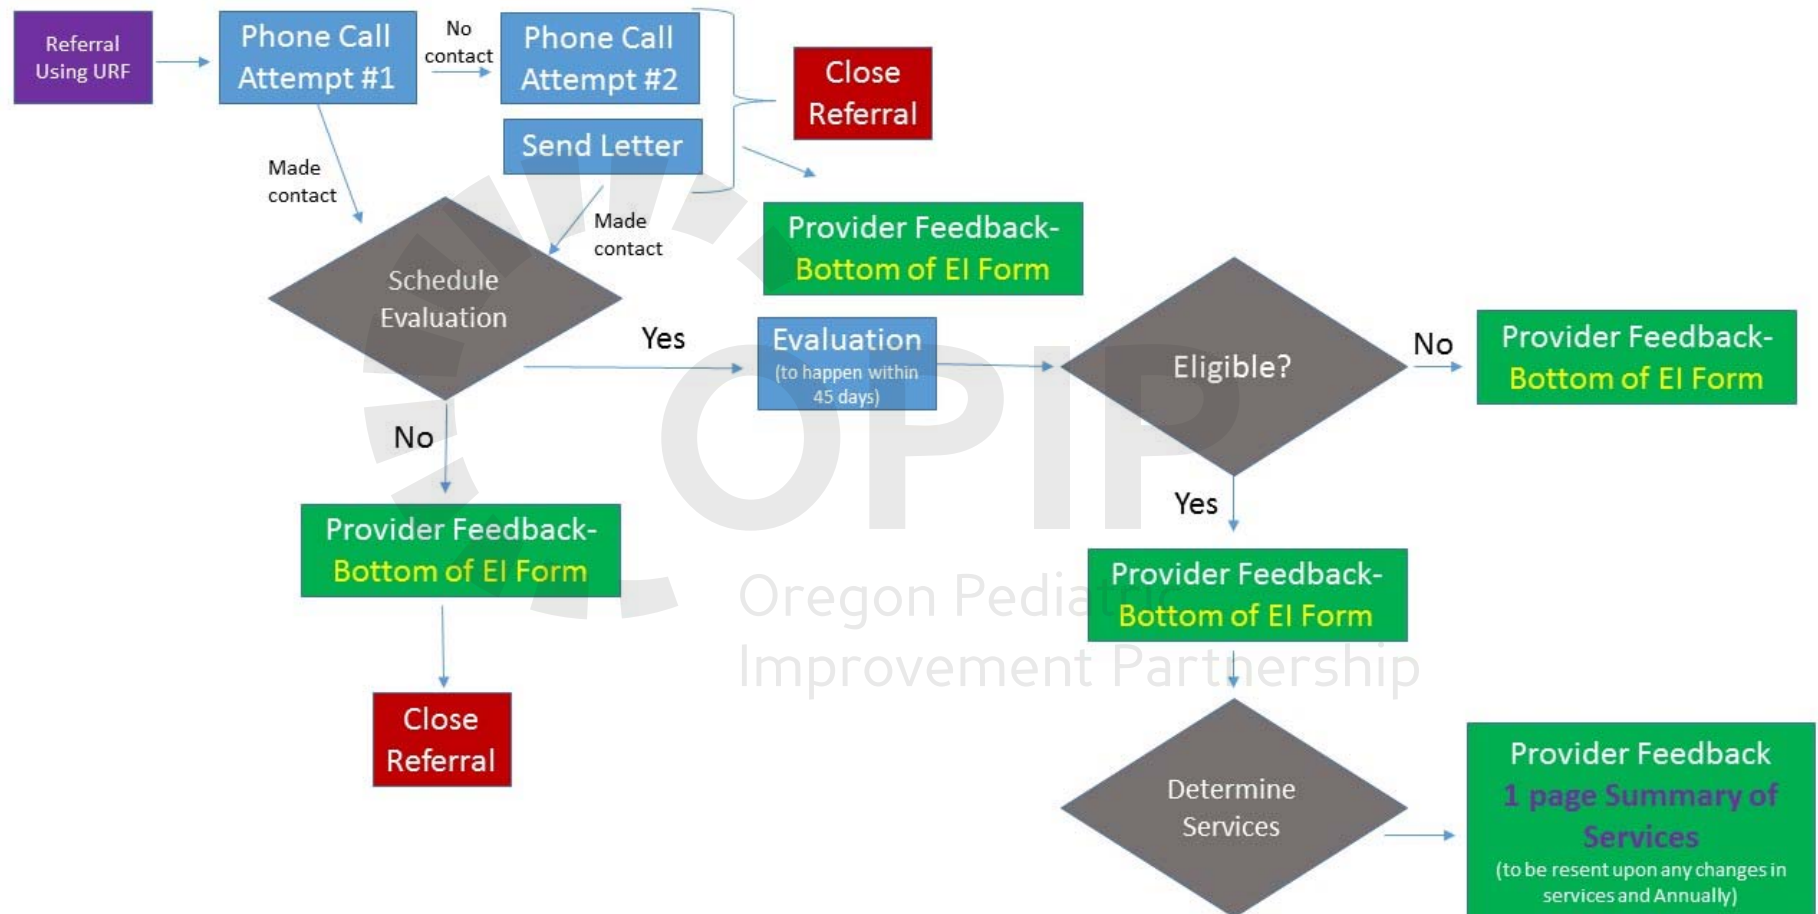 Referral
Using URF
Phone Call
Attempt #1
No
contact
Phone Call
Attempt #2
Send Letter
Close
Referral
Made
contact
Made
contact
Provider Feedback-
Bottom of EI Form
Schedule
Evaluation
Yes
Evaluation
(to happen within
45 days)
Eligible?
No
Provider Feedback-
Bottom of EI Form
No
Provider Feedback-
Bottom of EI Form
Close
Referral
Yes
Provider Feedback-
Bottom of EI Form
Determine
Services
Provider Feedback
1 page Summary of
Services
(to be resent upon any changes in
services and Annually)
OPIP
Oregon Pediatric
Improvement Partnership